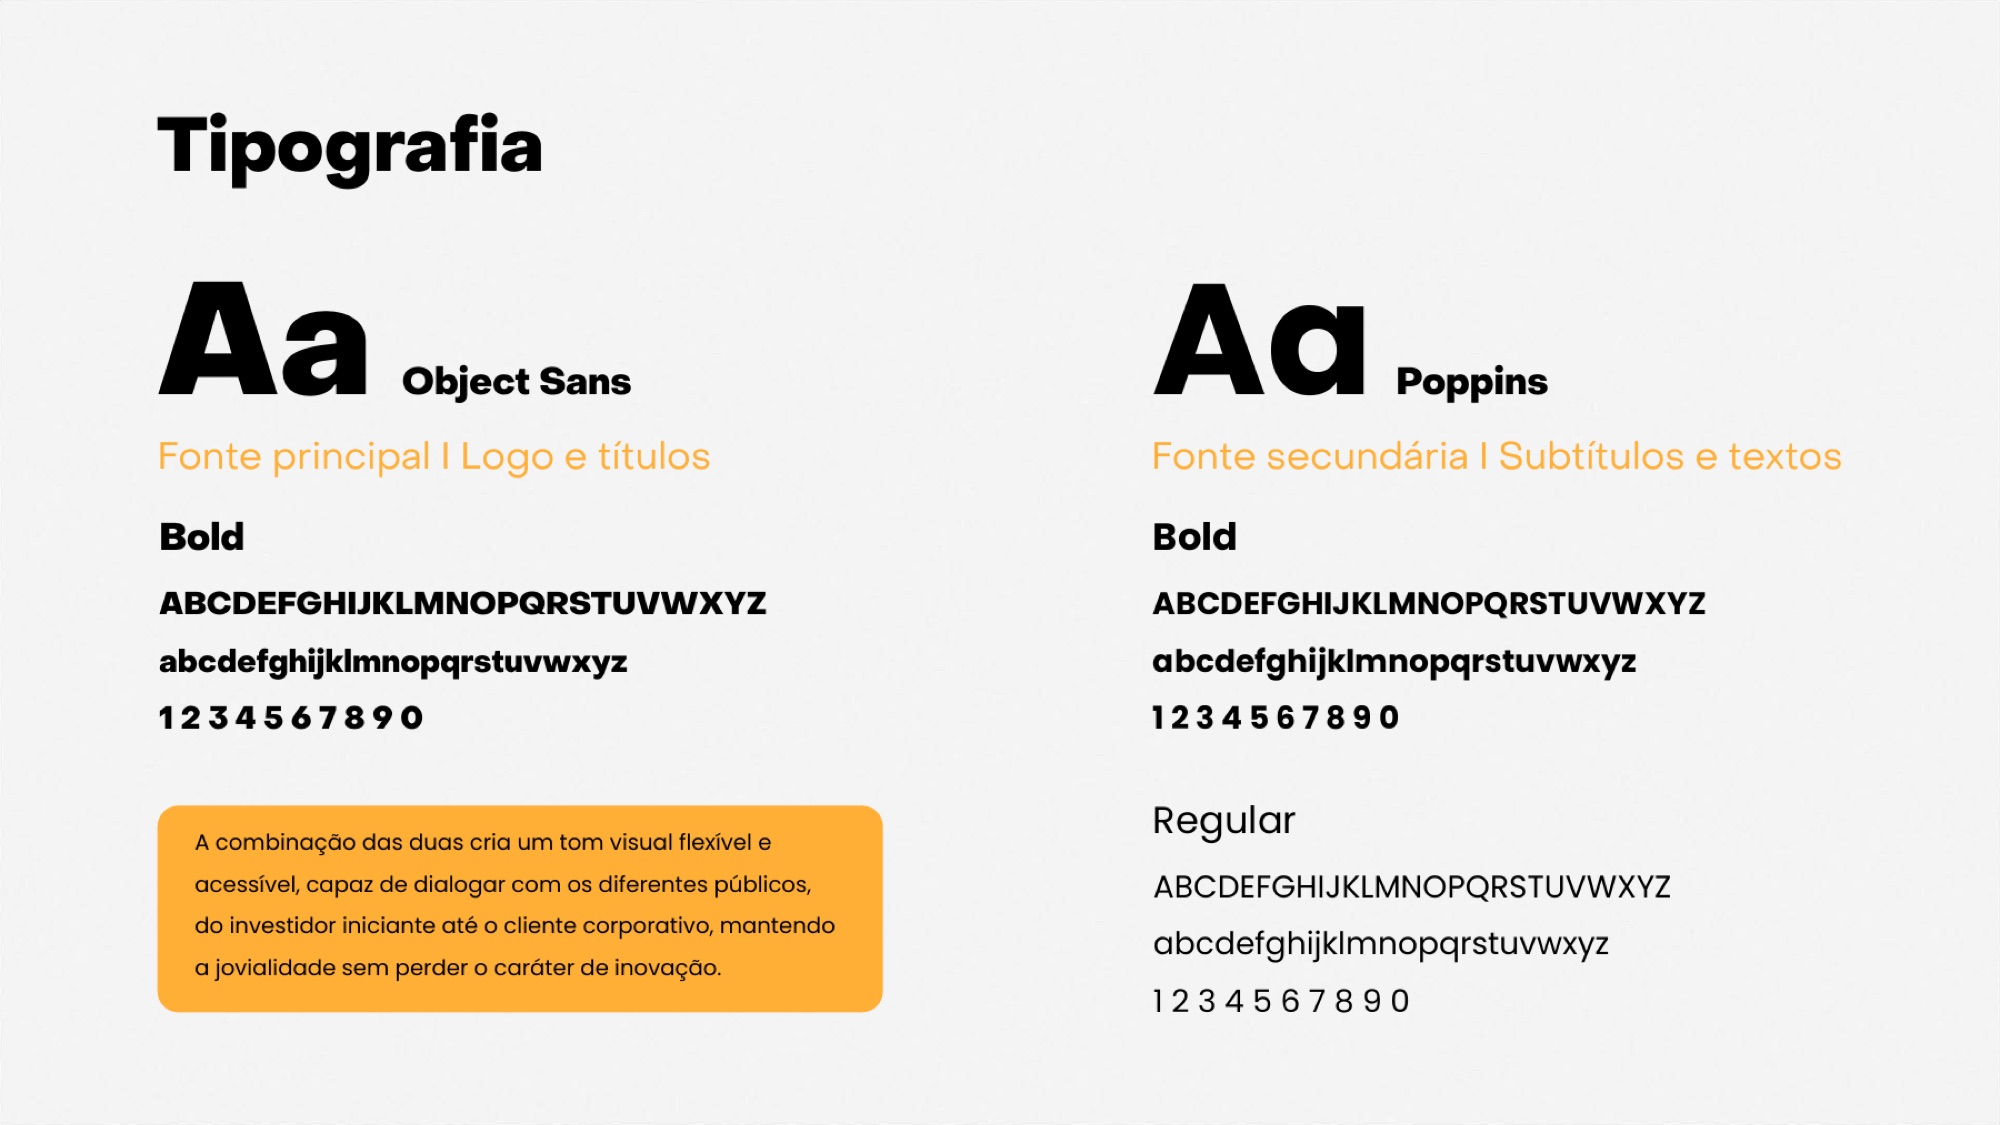 Tipografia
Aa Object Sans
Fonte principal I Logo e títulos
Bold
ABCDEFGHIJKLMNOPQRSTUVWXYZ
abcdefghijklmnopqrstuvwxyz
1 2 3 4 5 6 7 8 9 0
A combinação das duas cria um tom visual flexível e
acessível, capaz de dialogar com os diferentes públicos,
do investidor iniciante até o cliente corporativo, mantendo
a jovialidade sem perder o caráter de inovação.
Aa Poppins
Fonte secundária I Subtítulos e textos
Bold
ABCDEFGHIJKLMNOPQRSTUVWXYZ
abcdefghijklmnopqrstuvwxyz
1 2 3 4 5 6 7 8 9 0
Regular
ABCDEFGHIJKLMNOPQRSTUVWXYZ
abcdefghijklmnopqrstuvwxyz
1 2 3 4 5 6 7 8 9 0